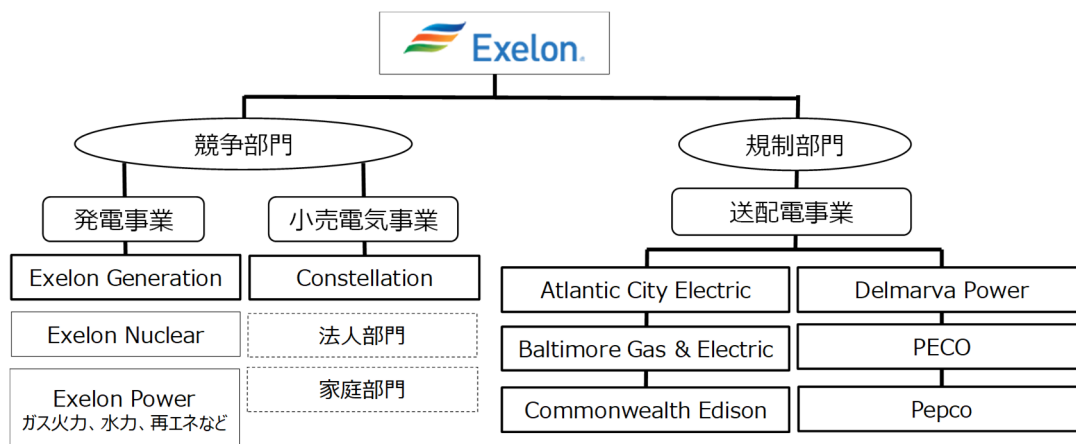 Exelon.
競争部門
規制部門
発電事業
小売電気事業
送配電事業
Exelon Generation
Constellation
Atlantic City Electric
Delmarva Power
Exelon Nuclear
法人部門
Baltimore Gas & Electric
PECO
Exelon Power
ガス火力、水力、再エネなど
家庭部門
Commonwealth Edison
Pepco